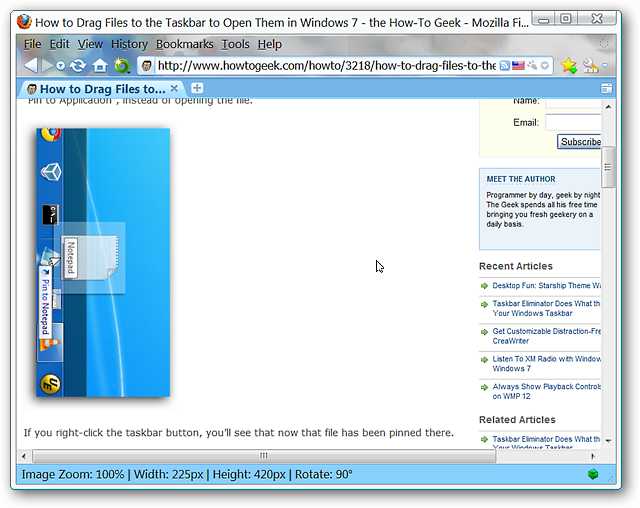 How to Drag Files to the Taskbar to Open Them in Windows 7 - the How-To Geek - Mozilla Fi...
File Edit View History Bookmarks Tools Help
http://www.howtogeek.com/howto/3218/how-to-drag-files-to-the
How to Drag Files to...
"Pin to Application", instead of opening the file.
Notepad
Pin to Notepad
UE
If you right-click the taskbar button, you'll see that now that file has been pinned there.
Name:
Email:
Subscribe
MEET THE AUTHOR
Programmer by day, geek by night
The Geek spends all his free time
bringing you fresh geekery on a
daily basis.
Recent Articles
Desktop Fun: Starship Theme W
Taskbar Eliminator Does What th
Your Windows Taskbar
Get Customizable Distraction-Fre
CreaWriter
Listen To XM Radio with Window
Windows 7
Always Show Playback Controls
on WMP 12
Related Articles
Taskbar Eliminator Does What th
Your Windows Taskbar
Image Zoom: 100% | Width: 225px | Height: 420px | Rotate: 90°